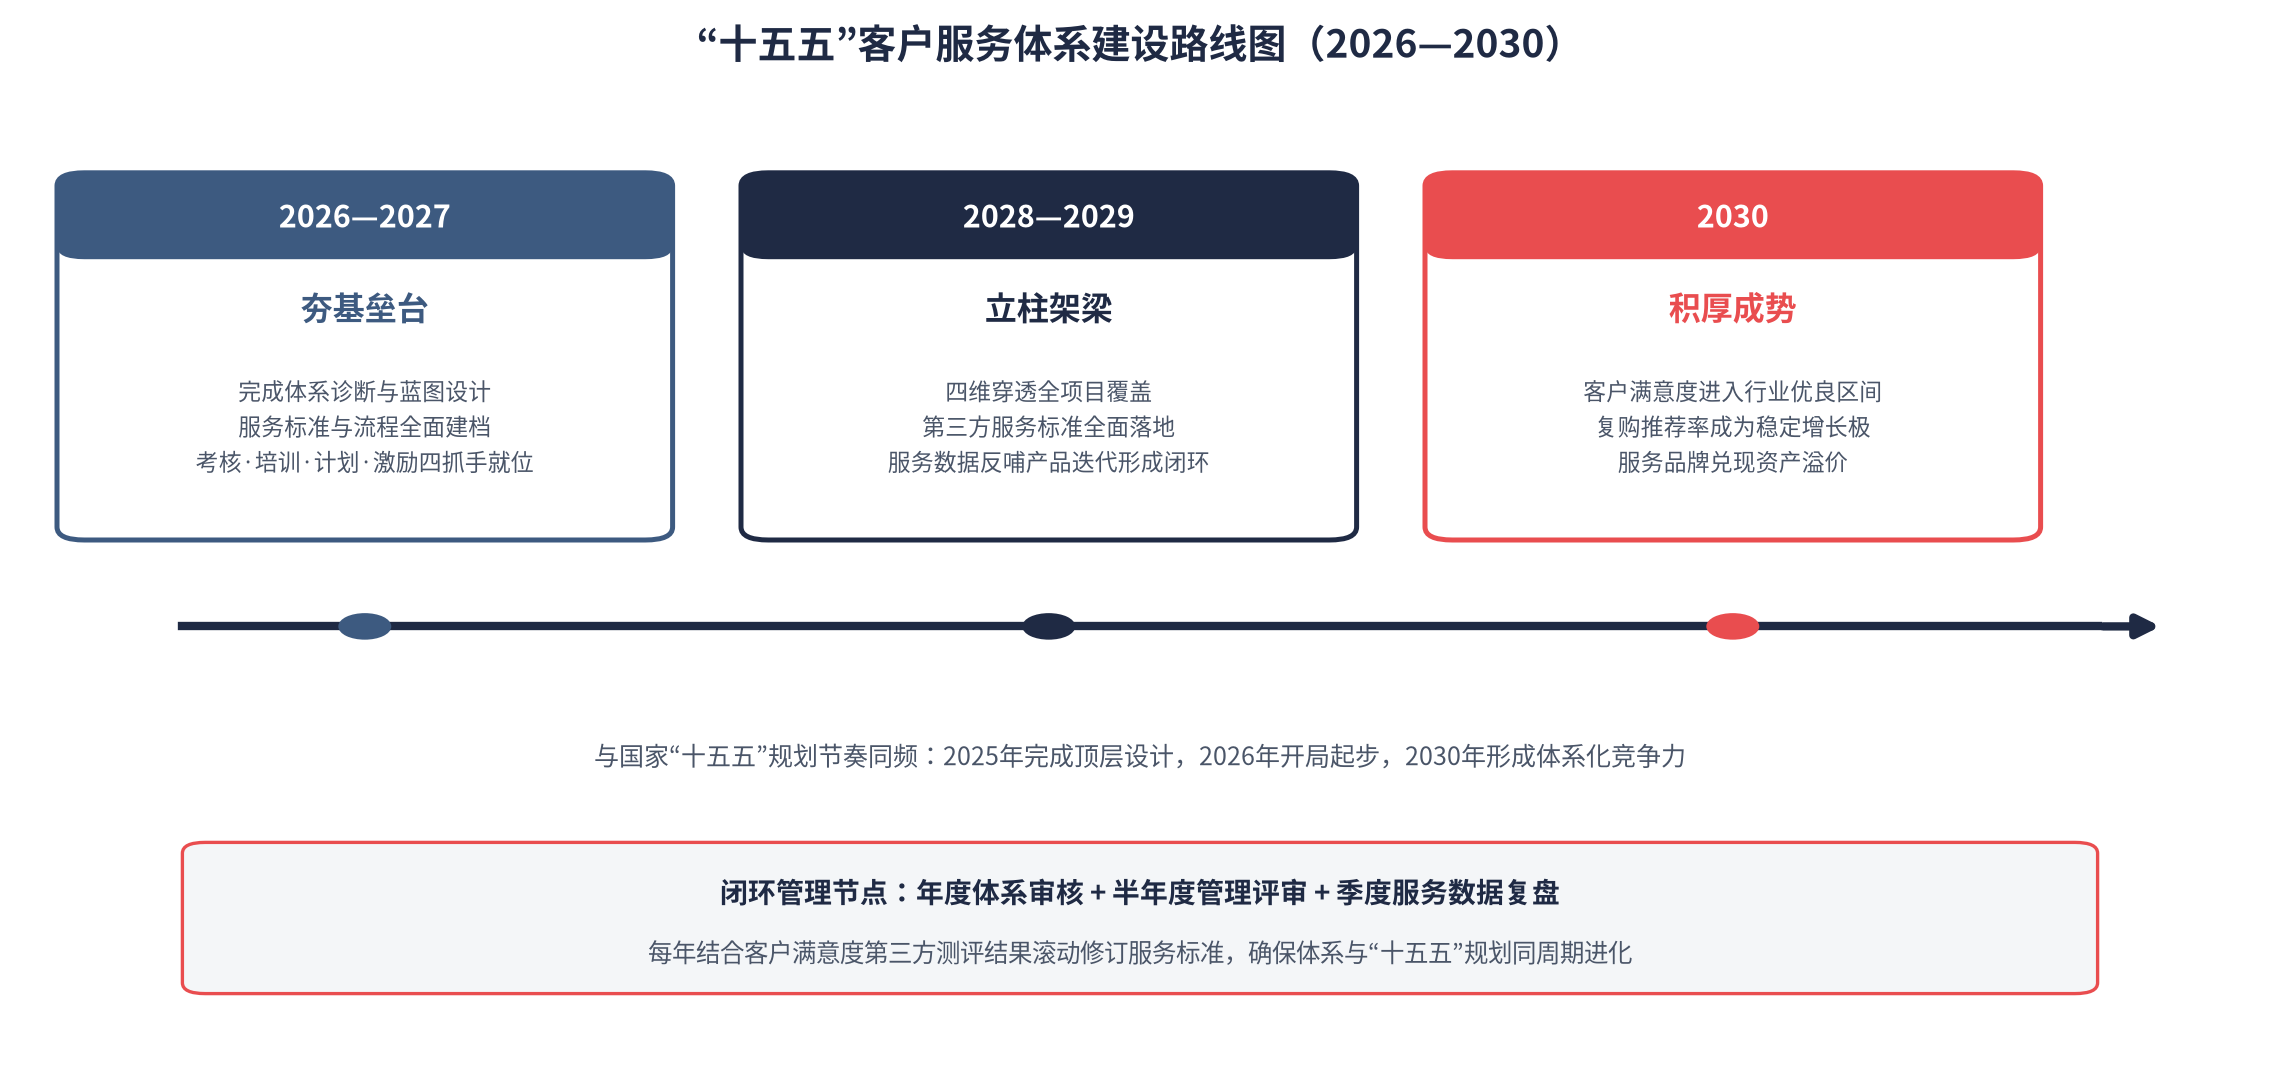 “十五五”客户服务体系建设路线图（2026—2030）
2026—2027
夯基垒台
完成体系诊断与蓝图设计
服务标准与流程全面建档
考核·培训·计划·激励四抓手就位
2028—2029
立柱架梁
四维穿透全项目覆盖
第三方服务标准全面落地
服务数据反哺产品迭代形成闭环
2030
积厚成势
客户满意度进入行业优良区间
复购推荐率成为稳定增长极
服务品牌兑现资产溢价
与国家“十五五”规划节奏同频：2025年完成顶层设计，2026年开局起步，2030年形成体系化竞争力
闭环管理节点：年度体系审核 + 半年度管理评审 + 季度服务数据复盘
每年结合客户满意度第三方测评结果滚动修订服务标准，确保体系与“十五五”规划同周期进化